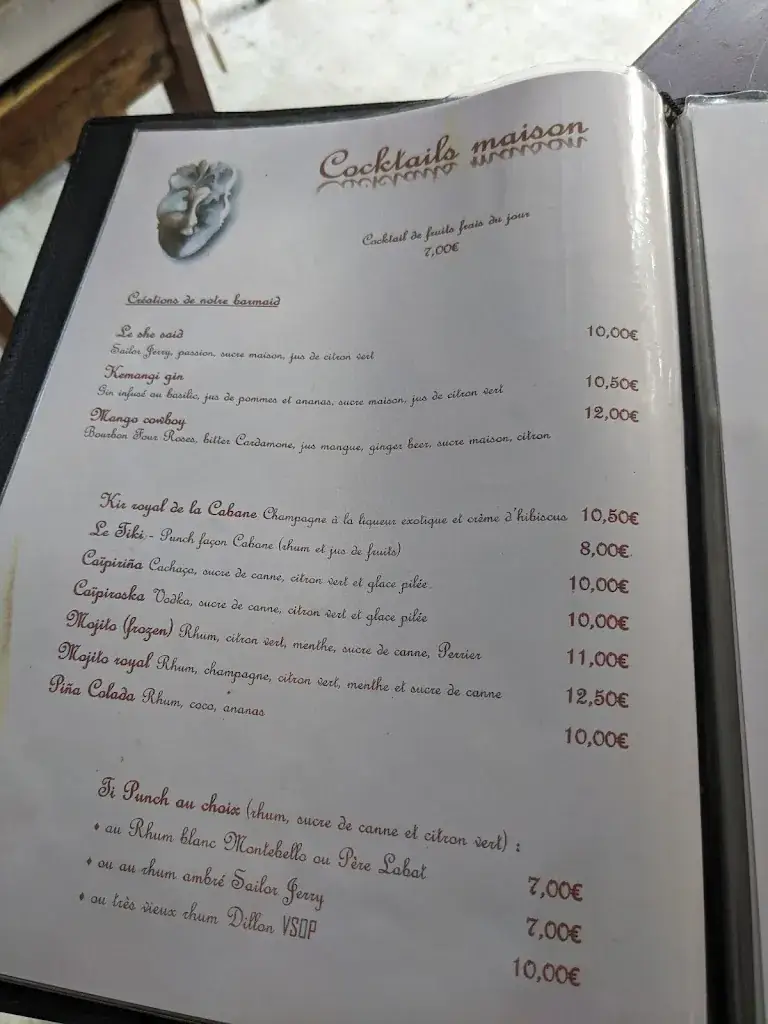 Cocktails maison
Cocktail de fruits frais du jour
7,00€
Créations de notre barmaid
Le she said 10,00€
Sailor Jerry, passion, sucre maison, jus de citron vert
Kemangi gin 10,50€
Gin infusé au basilic, jus de pommes et ananas, sucre maison, jus de citron vert
Mango cowboy 12,00€
Bourbon Four Roses, bitter Cardamone, jus mangue, ginger beer, sucre maison, citron
Kir royal de la Cabane Champagne à la liqueur exotique et crème d'hibiscus 10,50€
Le Tiki - Punch façon Cabane (rhum et jus de fruits) 8,00€
Caïpiriña Cachaça, sucre de canne, citron vert et glace pilée 10,00€
Caïpiroska Vodka, sucre de canne, citron vert et glace pilée 10,00€
Mojito (frozen) Rhum, citron vert, menthe, sucre de canne, Perrier 11,00€
Mojito royal Rhum, champagne, citron vert, menthe et sucre de canne 12,50€
Piña Colada Rhum, coco, ananas 10,00€
Ti Punch au choix (rhum, sucre de canne et citron vert) :
♦ au Rhum blanc Montebello ou Père Labat 7,00€
♦ ou au rhum ambré Sailor Jerry 7,00€
♦ ou très vieux rhum Dillon VSOP 10,00€